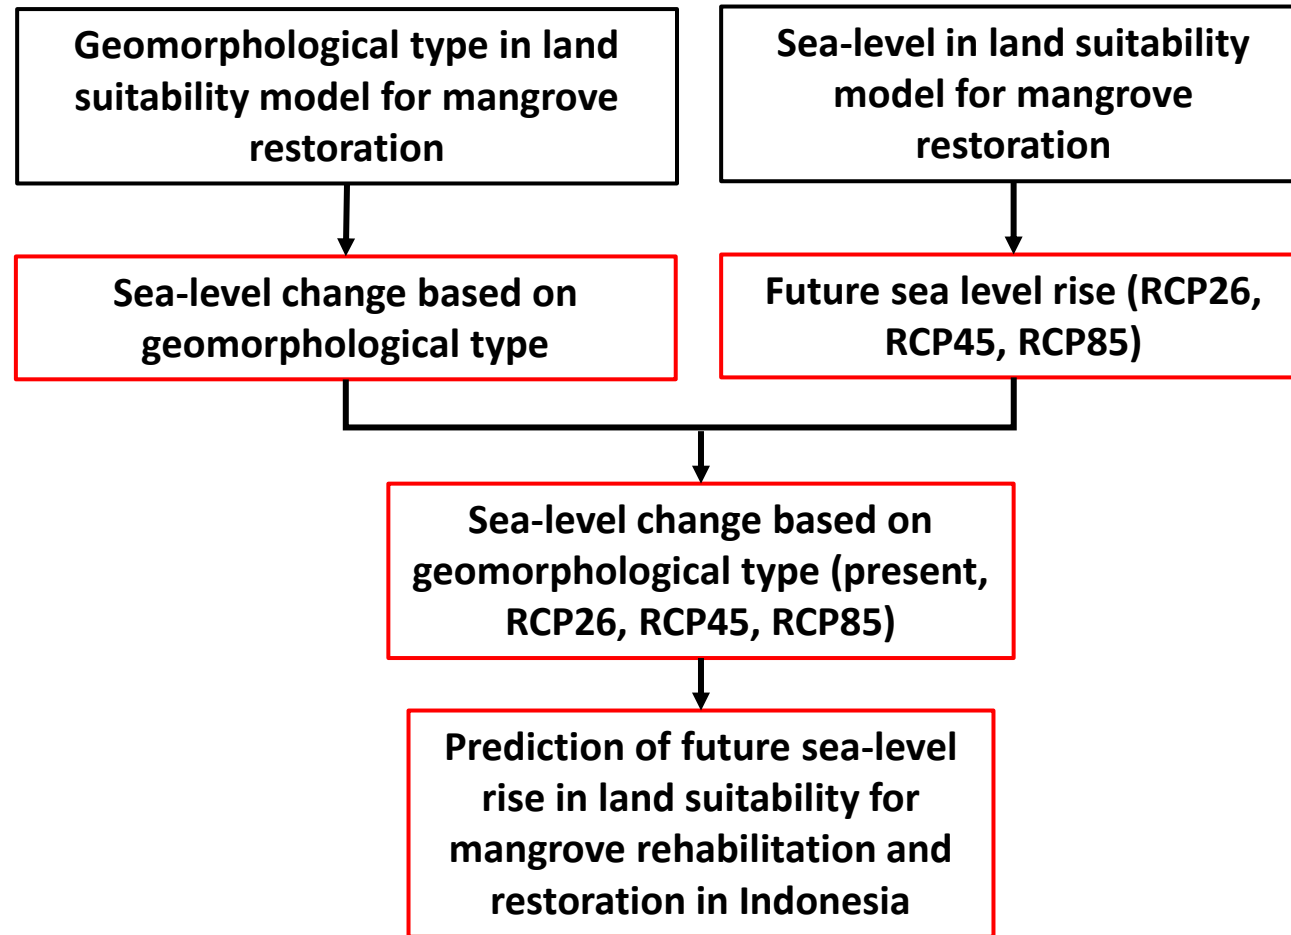 Geomorphological type in land
suitability model for mangrove
restoration
Sea-level in land suitability
model for mangrove
restoration
Sea-level change based on
geomorphological type
Future sea level rise (RCP26,
RCP45, RCP85)
Sea-level change based on
geomorphological type (present,
RCP26, RCP45, RCP85)
Prediction of future sea-level
rise in land suitability for
mangrove rehabilitation and
restoration in Indonesia